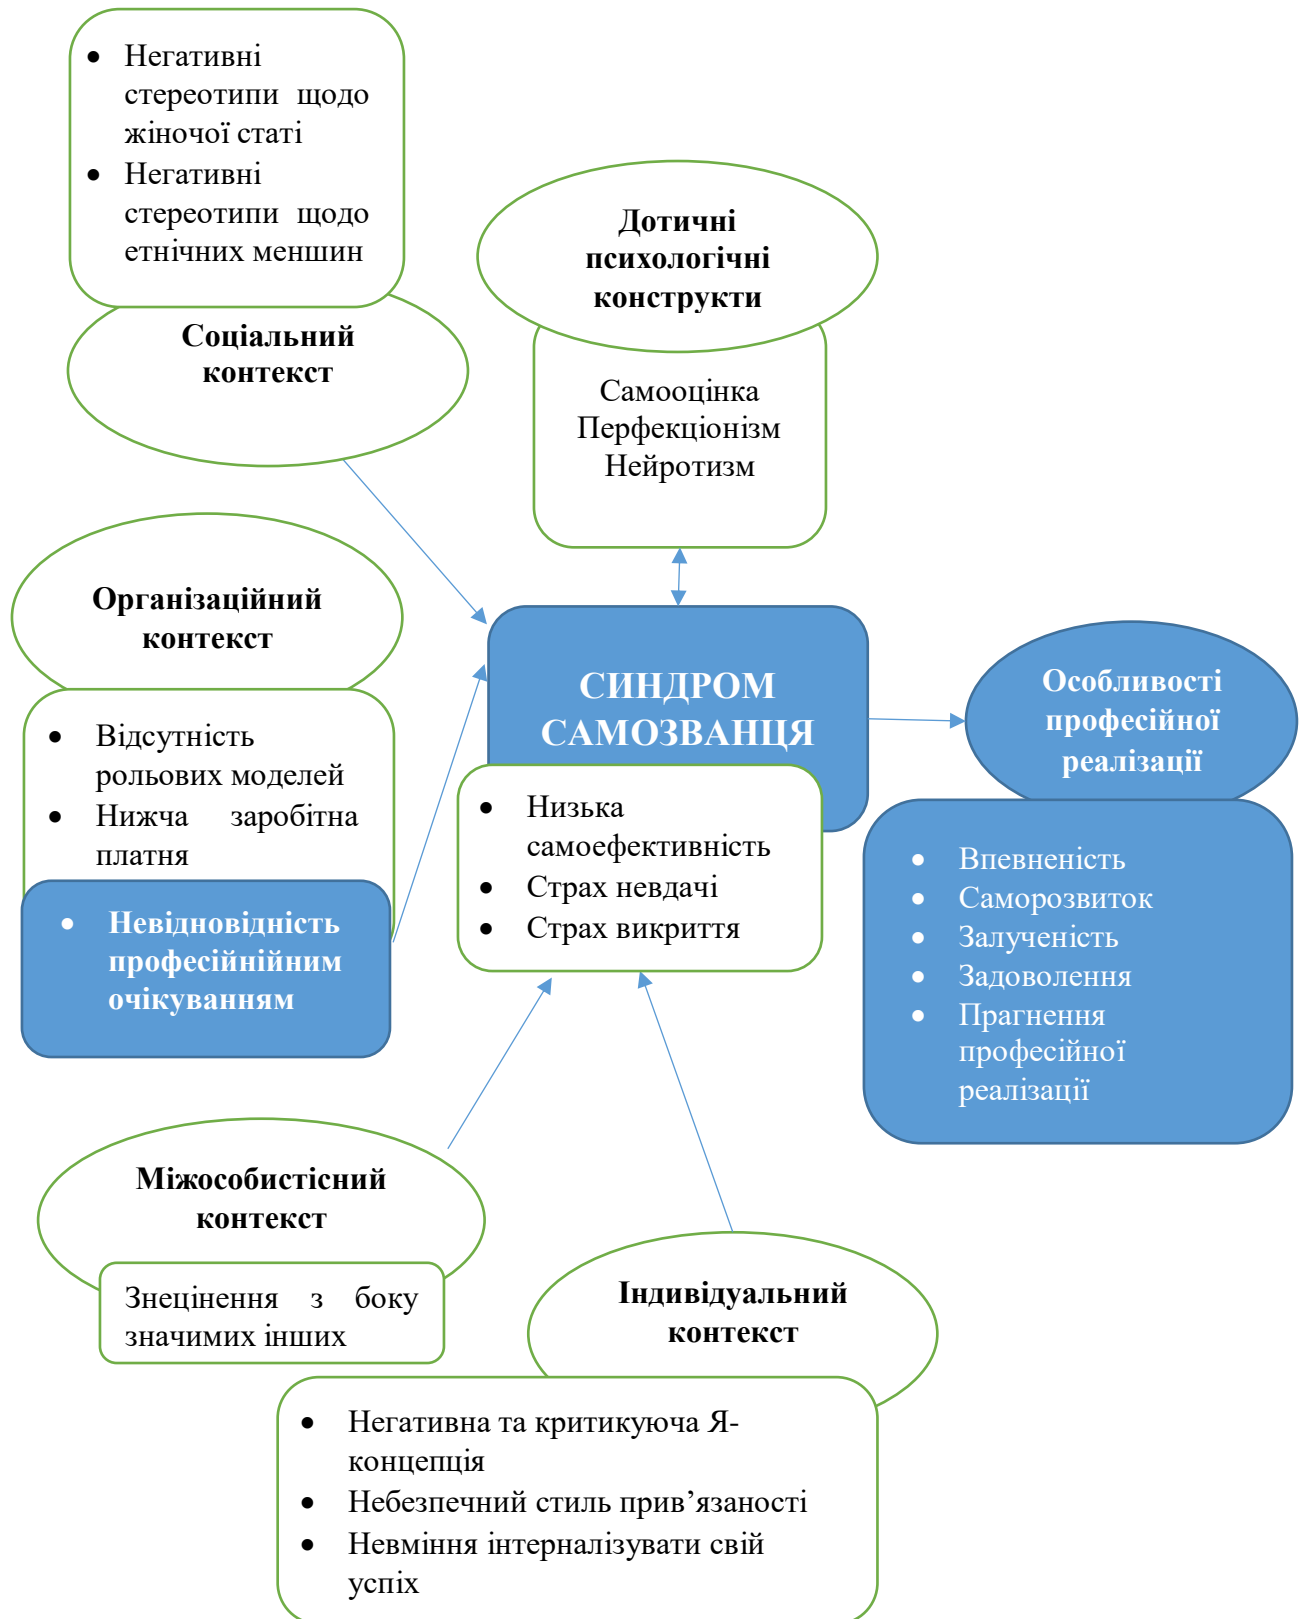 • Негативні
стереотипи щодо
жіночої статі
• Негативні
стереотипи щодо
етнічних меншин
Соціальний
контекст
Дотичні
психологічні
конструкти
Самооцінка
Перфекціонізм
Нейротизм
Організаційний
контекст
• Відсутність
рольових моделей
• Нижча заробітна
платня
• Невідновідність
професійнійним
очікуванням
СИНДРОМ
САМОЗВАНЦЯ
• Низька
самоефективність
• Страх невдачі
• Страх викриття
Особливості
професійної
реалізації
• Впевненість
• Саморозвиток
• Залученість
• Задоволення
• Прагнення
професійної
реалізації
Міжособистісний
контекст
Знецінення з боку
значимих інших
Індивідуальний
контекст
• Негативна та критикуюча Я-
концепція
• Небезпечний стиль прив’язаності
• Невміння інтерналізувати свій
успіх